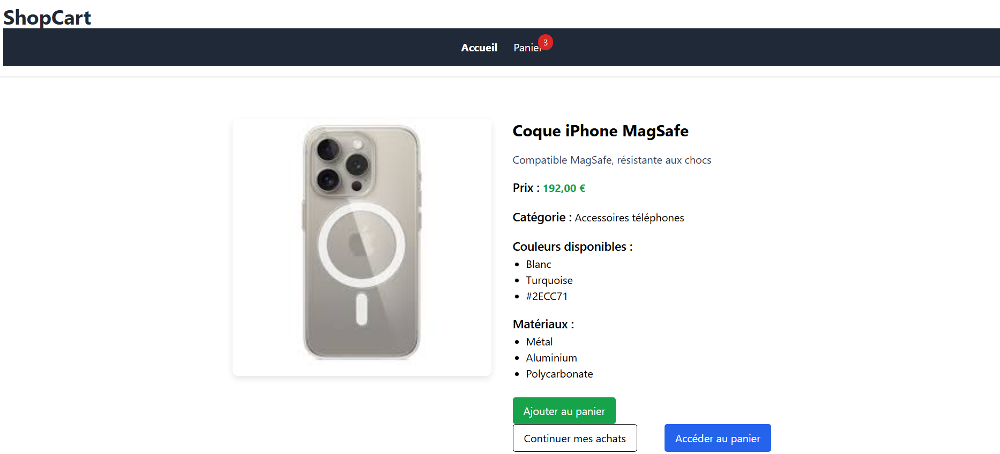 ShopCart
Accueil Panier 3
Coque iPhone MagSafe
Compatible MagSafe, résistante aux chocs
Prix : 192,00 €
Catégorie : Accessoires téléphones
Couleurs disponibles :
Blanc
Turquoise
#2ECC71
Matériaux :
Métal
Aluminium
Polycarbonate
Ajouter au panier
Continuer mes achats Accéder au panier